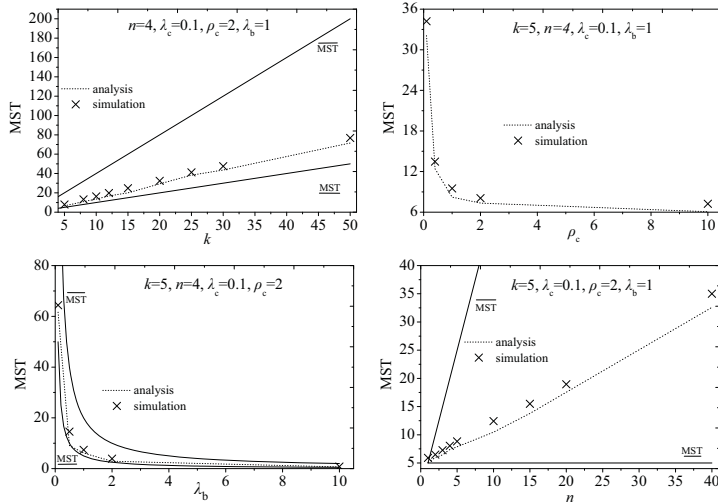 n=4, λc=0.1, ρc=2, λb=1
MST
200
180
160
140
120
100
80
60
40
20
0
analysis
simulation
MST
MST
5 10 15 20 25 30 35 40 45 50
k
k=5, n=4, λc=0.1, λb=1
MST
36
30
24
18
12
6
analysis
simulation
0 2 4 6 8 10
ρc
k=5, n=4, λc=0.1, ρc=2
MST
80
60
40
20
0
MST
analysis
simulation
MST
0 2 4 6 8 10
λb
k=5, λc=0.1, ρc=2, λb=1
MST
40
35
30
25
20
15
10
5
MST
analysis
simulation
MST
0 5 10 15 20 25 30 35 40
n